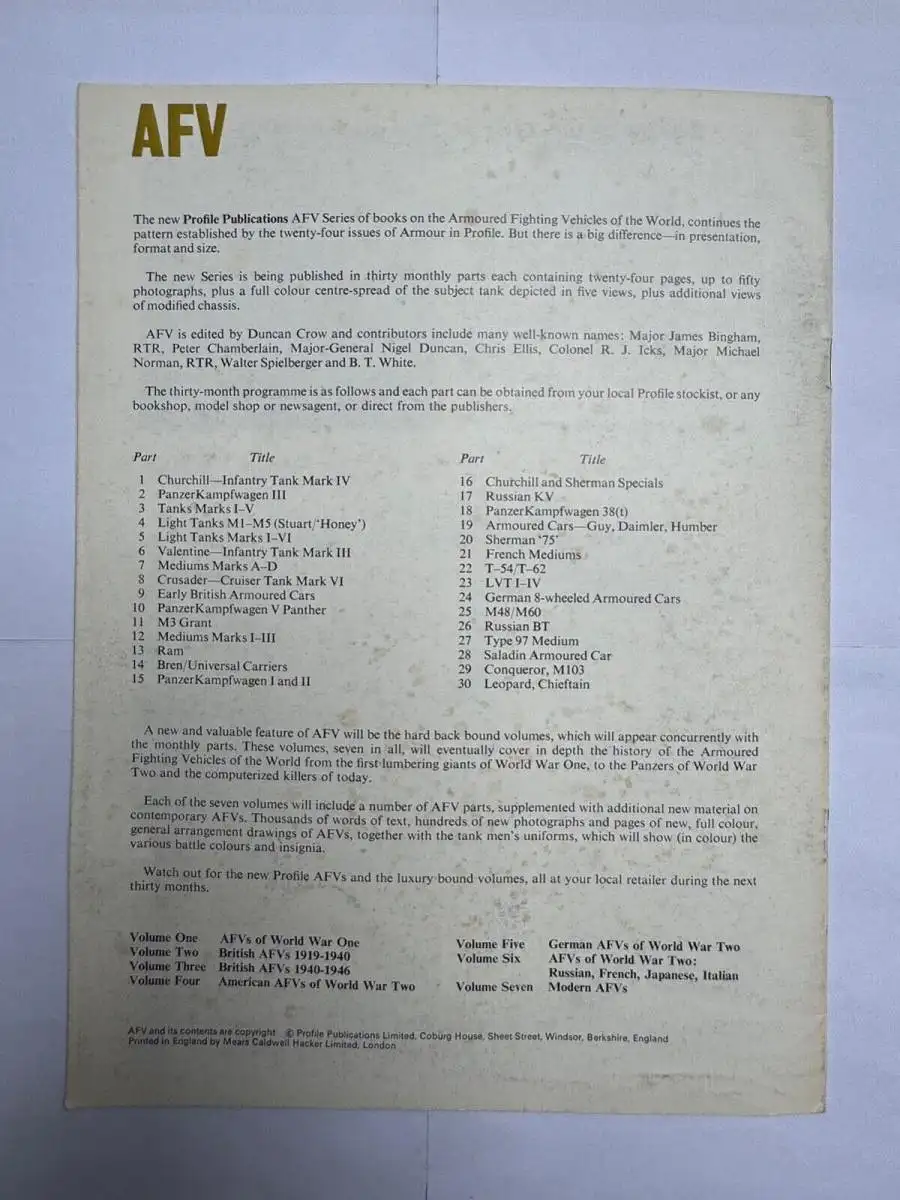 AFV
The new Profile Publications AFV Series of books on the Armoured Fighting Vehicles of the World, continues the
pattern established by the twenty-four issues of Armour in Profile. But there is a big difference—in presentation,
format and size.
The new Series is being published in thirty monthly parts each containing twenty-four pages, up to fifty
photographs, plus a full colour centre-spread of the subject tank depicted in five views, plus additional views
of modified chassis.
AFV is edited by Duncan Crow and contributors include many well-known names: Major James Bingham,
RTR, Peter Chamberlain, Major-General Nigel Duncan, Chris Ellis, Colonel R. J. Icks, Major Michael
Norman, RTR, Walter Spielberger and B. T. White.
The thirty-month programme is as follows and each part can be obtained from your local Profile stockist, or any
bookshop, model shop or newsagent, or direct from the publishers.
Part Title
1 Churchill—Infantry Tank Mark IV
2 PanzerKampfwagen III
3 Tanks Marks I–V
4 Light Tanks M1–M5 (Stuart/'Honey')
5 Light Tanks Marks I–VI
6 Valentine—Infantry Tank Mark III
7 Mediums Marks A–D
8 Crusader—Cruiser Tank Mark VI
9 Early British Armoured Cars
10 PanzerKampfwagen V Panther
11 M3 Grant
12 Mediums Marks I–III
13 Ram
14 Bren/Universal Carriers
15 PanzerKampfwagen I and II
Part Title
16 Churchill and Sherman Specials
17 Russian KV
18 PanzerKampfwagen 38(t)
19 Armoured Cars—Guy, Daimler, Humber
20 Sherman '75'
21 French Mediums
22 T–54/T–62
23 LVT I–IV
24 German 8-wheeled Armoured Cars
25 M48/M60
26 Russian BT
27 Type 97 Medium
28 Saladin Armoured Car
29 Conqueror, M103
30 Leopard, Chieftain
A new and valuable feature of AFV will be the hard back bound volumes, which will appear concurrently with
the monthly parts. These volumes, seven in all, will eventually cover in depth the history of the Armoured
Fighting Vehicles of the World from the first lumbering giants of World War One, to the Panzers of World War
Two and the computerized killers of today.
Each of the seven volumes will include a number of AFV parts, supplemented with additional new material on
contemporary AFVs. Thousands of words of text, hundreds of new photographs and pages of new, full colour,
general arrangement drawings of AFVs, together with the tank men's uniforms, which will show (in colour) the
various battle colours and insignia.
Watch out for the new Profile AFVs and the luxury bound volumes, all at your local retailer during the next
thirty months.
Volume One AFVs of World War One
Volume Two British AFVs 1919-1940
Volume Three British AFVs 1940-1946
Volume Four American AFVs of World War Two
Volume Five German AFVs of World War Two
Volume Six AFVs of World War Two:
Russian, French, Japanese, Italian
Volume Seven Modern AFVs
AFV and its contents are copyright © Profile Publications Limited, Coburg House, Sheet Street, Windsor, Berkshire, England
Printed in England by Mears Caldwell Hacker Limited, London